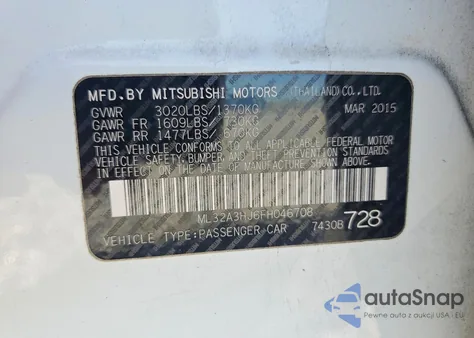 MFD.BY MITSUBISHI MOTORS (THAILAND)CO.,LTD.
GVWR 3020LBS/1370KG MAR 2015
GAWR FR 1609LBS/ 730KG
GAWR RR 1477LBS/ 670KG
THIS VEHICLE CONFORMS TO ALL APPLICABLE FEDERAL MOTOR
VEHICLE SAFETY, BUMPER, AND THEFT PREVENTION STANDARDS
IN EFFECT ON THE DATE OF MANUFACTURE SHOWN ABOVE.
ML32A3HJ6FH046708
VEHICLE TYPE:PASSENGER CAR 7430B 728
autoSnap
Pewne auta z aukcji USA i EU